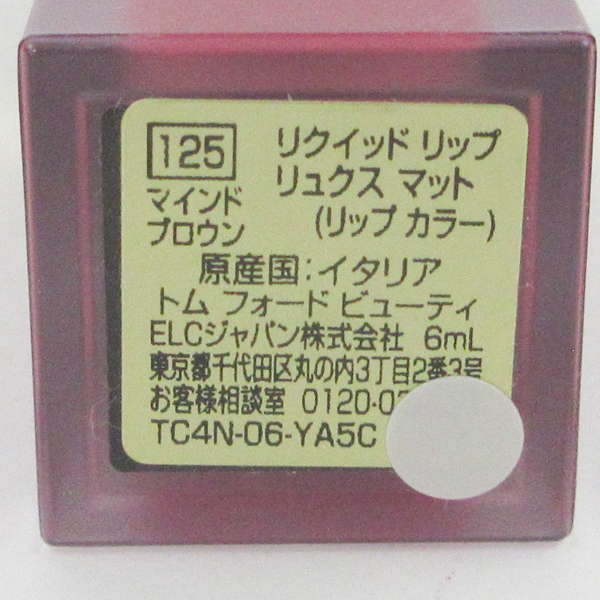 125
マインド
ブロウン
リクイッド リップ
リュクス マット
(リップ カラー)
原産国:イタリア
トム フォード ビューティ
ELCジャパン株式会社 6mL
東京都千代田区丸の内3丁目2番3号
お客様相談室 0120-0
TC4N-06-YA5C